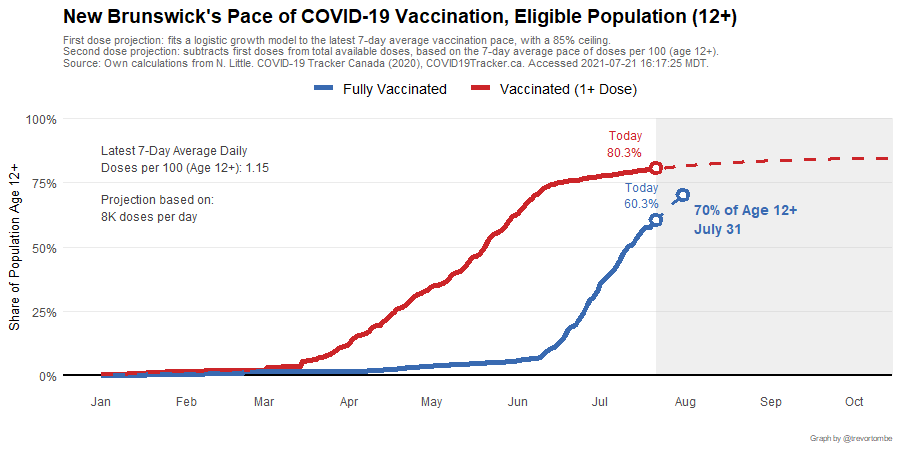 New Brunswick's Pace of COVID-19 Vaccination, Eligible Population (12+)
First dose projection: fits a logistic growth model to the latest 7-day average vaccination pace, with a 85% ceiling.
Second dose projection: subtracts first doses from total available doses, based on the 7-day average pace of doses per 100 (age 12+).
Source: Own calculations from N. Little. COVID-19 Tracker Canada (2020), COVID19Tracker.ca. Accessed 2021-07-21 16:17:25 MDT.
Fully Vaccinated
Vaccinated (1+ Dose)
Share of Population Age 12+
100%
75%
50%
25%
0%
Latest 7-Day Average Daily
Doses per 100 (Age 12+): 1.15
Projection based on:
8K doses per day
Today
80.3%
Today
60.3%
70% of Age 12+
July 31
Jan Feb Mar Apr May Jun Jul Aug Sep Oct
Graph by @trevortombe